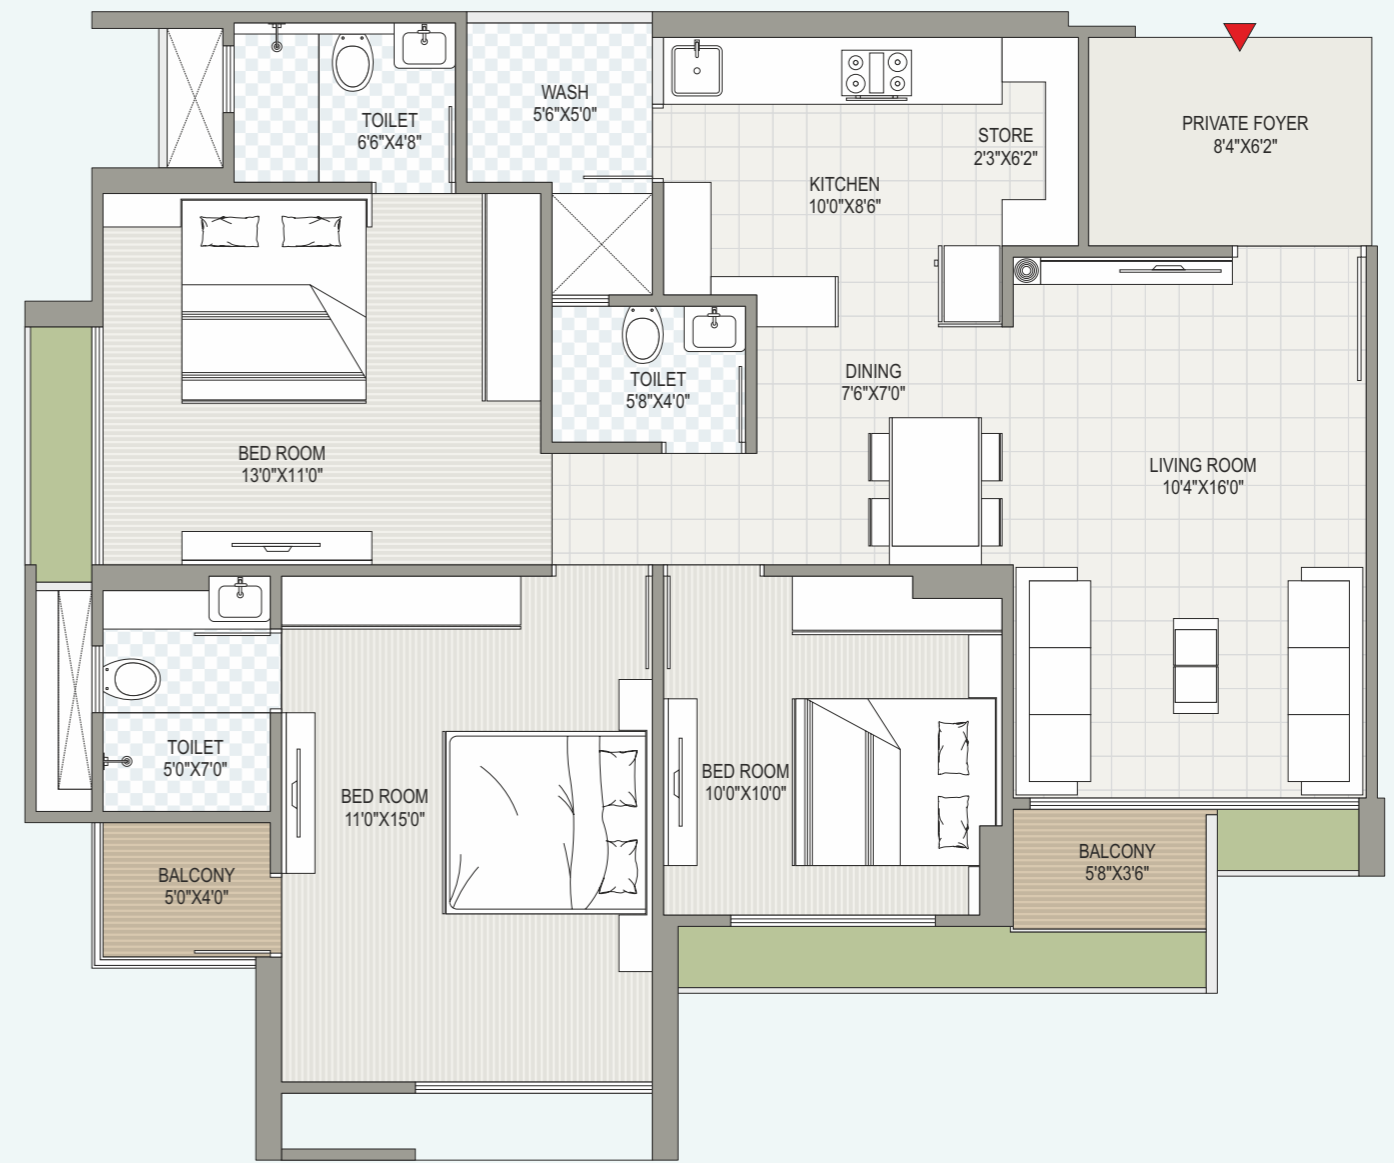 TOILET
6'6"X4'8"
WASH
5'6"X5'0"
STORE
2'3"X6'2"
PRIVATE FOYER
8'4"X6'2"
KITCHEN
10'0"X8'6"
TOILET
5'8"X4'0"
DINING
7'6"X7'0"
BED ROOM
13'0"X11'0"
LIVING ROOM
10'4"X16'0"
TOILET
5'0"X7'0"
BED ROOM
11'0"X15'0"
BED ROOM
10'0"X10'0"
BALCONY
5'0"X4'0"
BALCONY
5'8"X3'6"